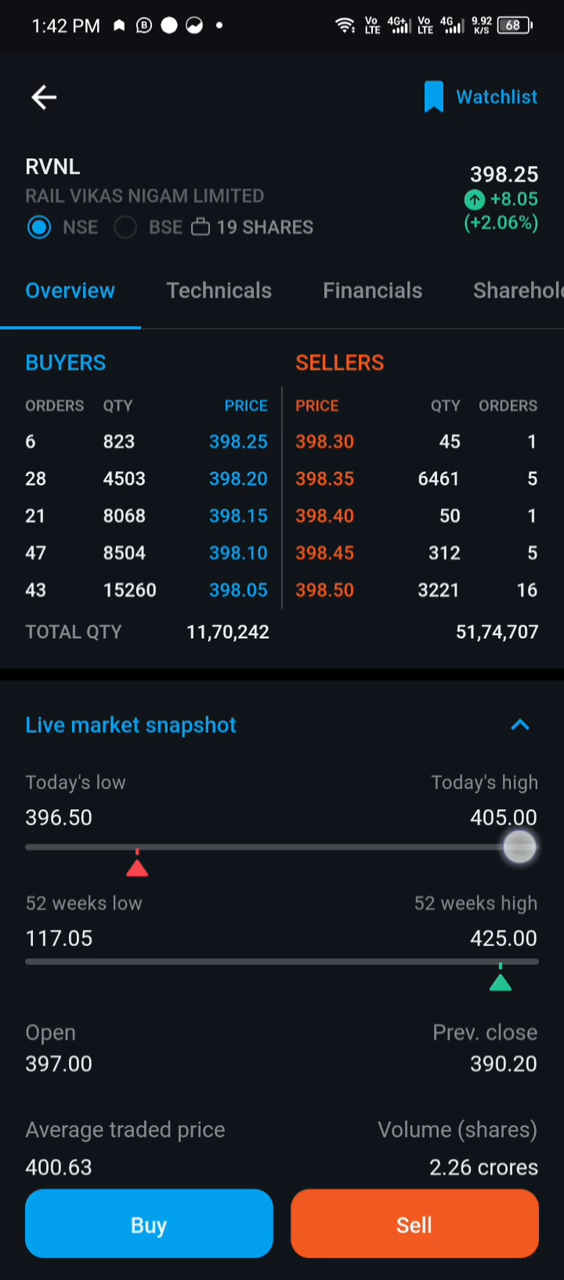 1:42 PM B Vo LTE 4G+ Vo LTE 4G 9.92 K/S 68
Watchlist
RVNL 398.25
RAIL VIKAS NIGAM LIMITED +8.05
NSE BSE 19 SHARES (+2.06%)
Overview Technicals Financials Sharehol
BUYERS SELLERS
ORDERS QTY PRICE PRICE QTY ORDERS
6 823 398.25 398.30 45 1
28 4503 398.20 398.35 6461 5
21 8068 398.15 398.40 50 1
47 8504 398.10 398.45 312 5
43 15260 398.05 398.50 3221 16
TOTAL QTY 11,70,242 51,74,707
Live market snapshot
Today's low Today's high
396.50 405.00
52 weeks low 52 weeks high
117.05 425.00
Open Prev. close
397.00 390.20
Average traded price Volume (shares)
400.63 2.26 crores
Buy Sell